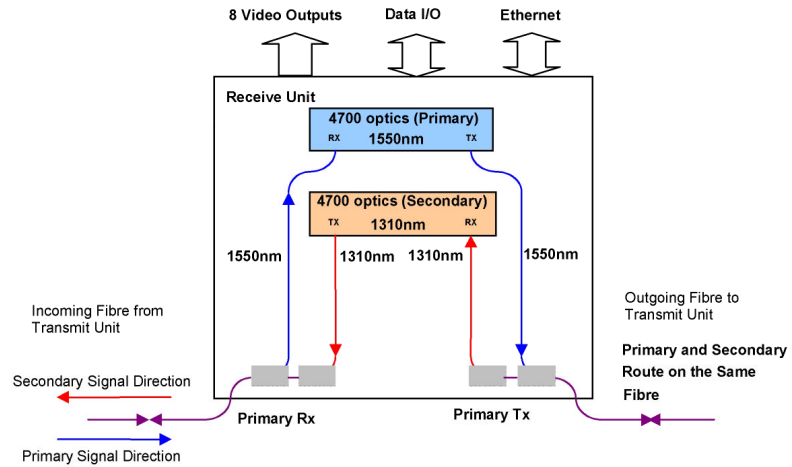 8 Video Outputs
Data I/O
Ethernet
Receive Unit
4700 optics (Primary)
RX
1550nm
TX
4700 optics (Secondary)
TX
1310nm
RX
1550nm
1310nm
1310nm
1550nm
Incoming Fibre from
Transmit Unit
Outgoing Fibre to
Transmit Unit
Primary and Secondary
Route on the Same
Fibre
Secondary Signal Direction
Primary Rx
Primary Tx
Primary Signal Direction